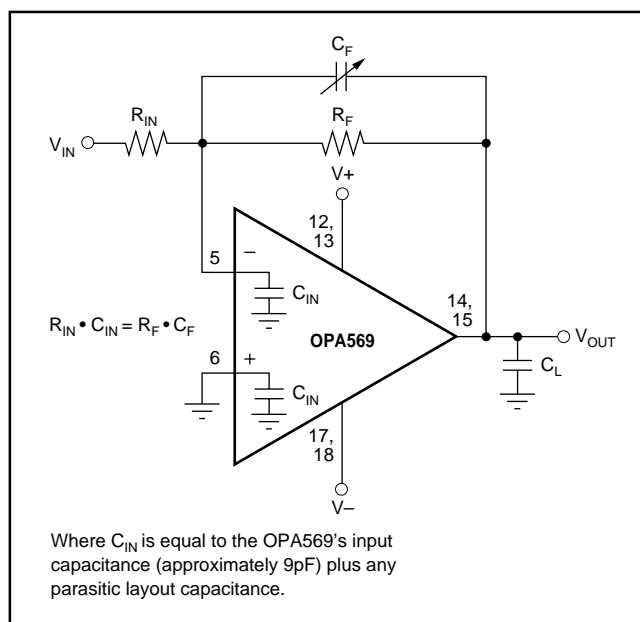 C_F
R_IN
R_F
V_IN
V+
12,
13
5
–
C_IN
14,
15
R_IN • C_IN = R_F • C_F
OPA569
V_OUT
6
+
C_IN
C_L
17,
18
V–
Where C_IN is equal to the OPA569's input
capacitance (approximately 9pF) plus any
parasitic layout capacitance.